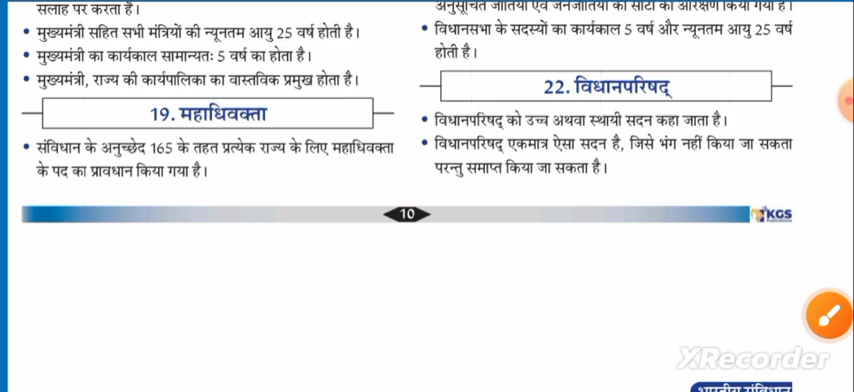 सलाह पर करता है।
• मुख्यमंत्री सहित सभी मंत्रियों की न्यूनतम आयु 25 वर्ष होती है।
• मुख्यमंत्री का कार्यकाल सामान्यतः 5 वर्ष का होता है।
• मुख्यमंत्री, राज्य की कार्यपालिका का वास्तविक प्रमुख होता है।
19. महाधिवक्ता
• संविधान के अनुच्छेद 165 के तहत प्रत्येक राज्य के लिए महाधिवक्ता
के पद का प्रावधान किया गया है।
अनुसूचित जातियों एवं जनजातियों की सीटों का आरक्षण किया गया है।
• विधानसभा के सदस्यों का कार्यकाल 5 वर्ष और न्यूनतम आयु 25 वर्ष
होती है।
22. विधानपरिषद्
• विधानपरिषद् को उच्च अथवा स्थायी सदन कहा जाता है।
• विधानपरिषद् एकमात्र ऐसा सदन है, जिसे भंग नहीं किया जा सकता
परन्तु समाप्त किया जा सकता है।
10
KGS
XRecorder
भारतीय संविधान